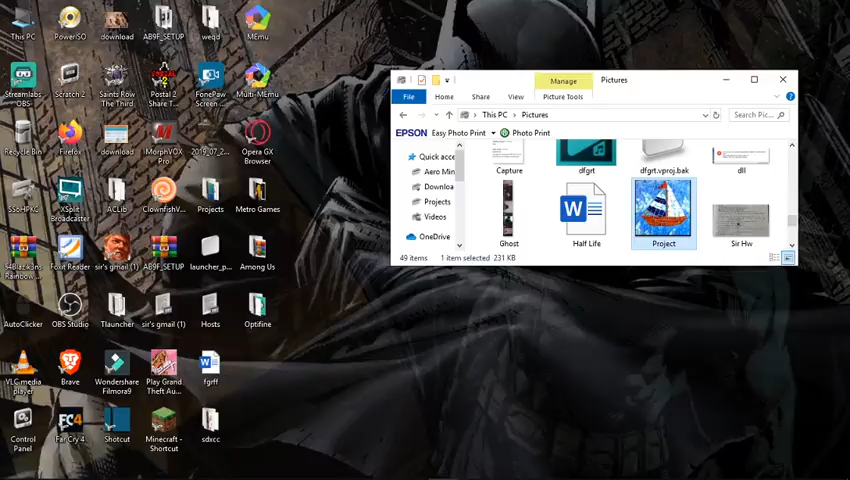 This PC
PowerISO
download
AB9F_SETUP
weqd
MEmu
Streamlabs OBS
Scratch 2
Saints Row The Third
Postal 2 Share T...
FonePaw Screen ...
Multi-MEmu
Recycle Bin
Firefox
download
MorphVOX Pro
2019_07_2...
Opera GX Browser
SSoHPKC
XSplit Broadcaster
ACLib
ClownfishV...
Projects
Metro Games
Rainbow ...
Foxit Reader
sir's gmail (1)
AB9F_SETUP
launcher_p...
Among Us
AutoClicker
OBS Studio
Tlauncher
sir's gmail (1)
Hosts
Optifine
VLC media player
Brave
Wondershare Filmora9
Play Grand Theft Au...
fgrff
Control Panel
Far Cry 4
Shotcut
Minecraft - Shortcut
sdxcc
Manage
Pictures
File
Home
Share
View
Picture Tools
This PC > Pictures
Search Pic...
EPSON Easy Photo Print
Photo Print
Quick acce
Aero Min
Downloa
Projects
Videos
OneDrive
Capture
dfgrt
dfgrt.vproj.bak
dll
Ghost
Half Life
Project
Sir Hw
49 items
1 item selected 231 KB